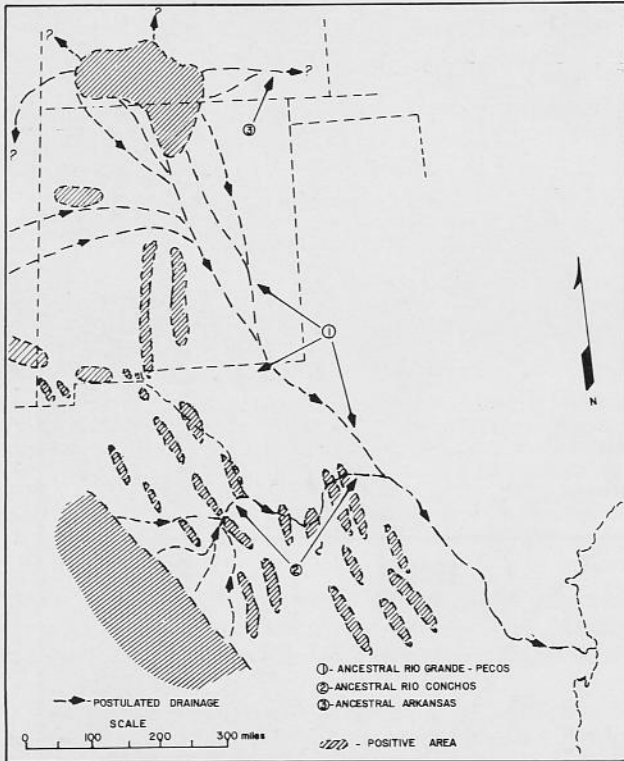 ?
?
?
?
③
①
N
②
① - ANCESTRAL RIO GRANDE - PECOS
② - ANCESTRAL RIO CONCHOS
③ - ANCESTRAL ARKANSAS
- POSTULATED DRAINAGE
SCALE
0 100 200 300 miles
- POSITIVE AREA